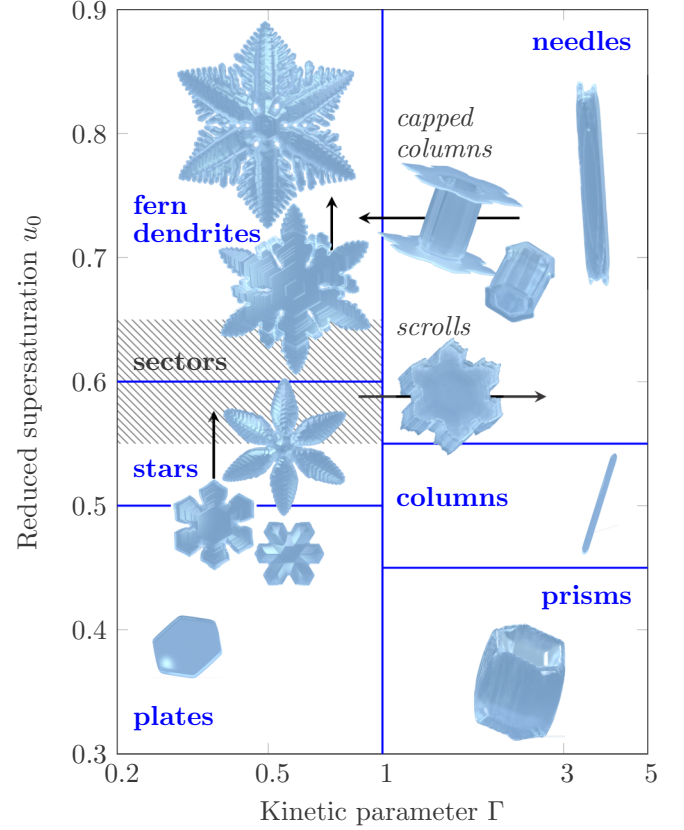 0.9
needles
capped
columns
0.8
fern
dendrites
0.7
scrolls
sectors
0.6
stars
columns
0.5
prisms
0.4
plates
0.3
0.2
0.5
1
3
5
Reduced supersaturation u0
Kinetic parameter Γ